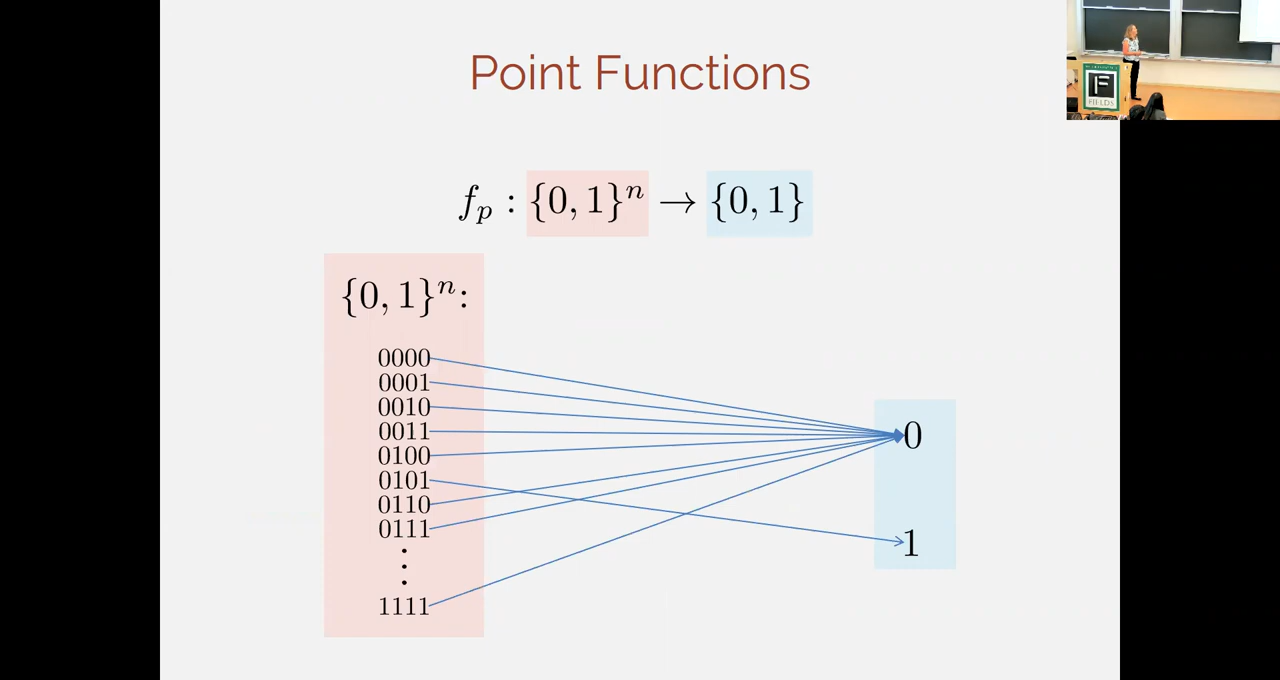 Point Functions
f_p : {0, 1}^n → {0, 1}
{0, 1}^n:
0000
0001
0010
0011
0100
0101
0110
0111
⋮
1111
0
1
F
FIELDS